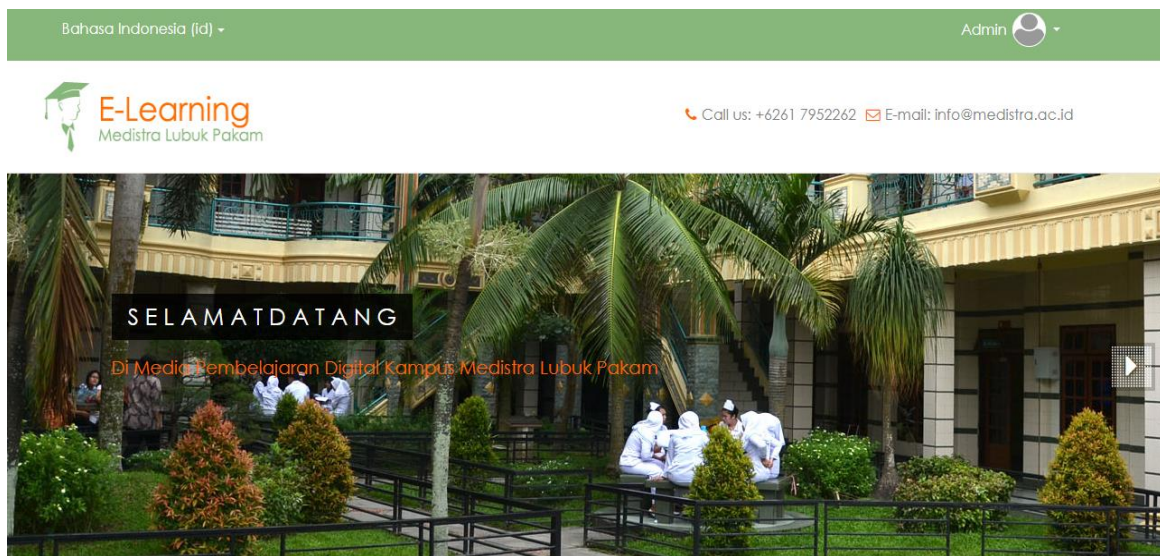 Bahasa Indonesia (id)
Admin
E-Learning
Medistra Lubuk Pakam
Call us: +6261 7952262 E-mail: info@medistra.ac.id
SELAMATDATANG
Di Media Pembelajaran Digital Kampus Medistra Lubuk Pakam